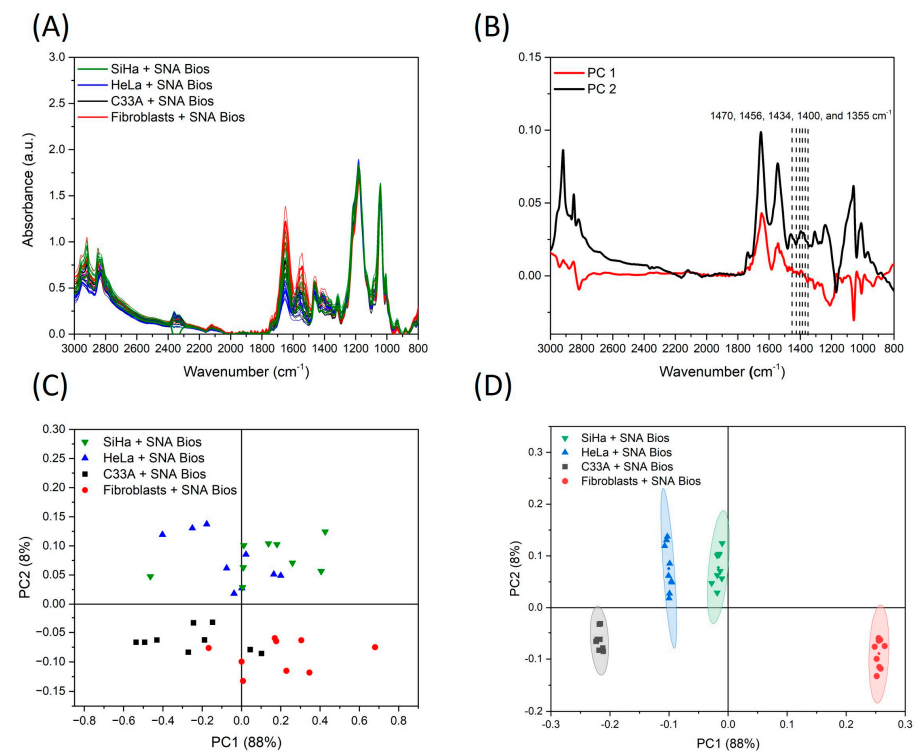 (A)
3.0
2.5
2.0
1.5
1.0
0.5
0.0
Absorbance (a.u.)
SiHa + SNA Bios
HeLa + SNA Bios
C33A + SNA Bios
Fibroblasts + SNA Bios
3000 2800 2600 2400 2200 2000 1800 1600 1400 1200 1000 800
Wavenumber (cm-1)
(B)
0.15
0.10
0.05
0.00
PC 1
PC 2
1470, 1456, 1434, 1400, and 1355 cm-1
3000 2800 2600 2400 2200 2000 1800 1600 1400 1200 1000 800
Wavenumber (cm-1)
(C)
0.30
0.25
0.20
0.15
0.10
0.05
0.00
−0.05
−0.10
−0.15
PC2 (8%)
SiHa + SNA Bios
HeLa + SNA Bios
C33A + SNA Bios
Fibroblasts + SNA Bios
−0.8 −0.6 −0.4 −0.2 0.0 0.2 0.4 0.6 0.8
PC1 (88%)
(D)
0.3
0.2
0.1
0.0
-0.1
-0.2
PC2 (8%)
SiHa + SNA Bios
HeLa + SNA Bios
C33A + SNA Bios
Fibroblasts + SNA Bios
-0.3 -0.2 -0.1 0.0 0.1 0.2 0.3
PC1 (88%)